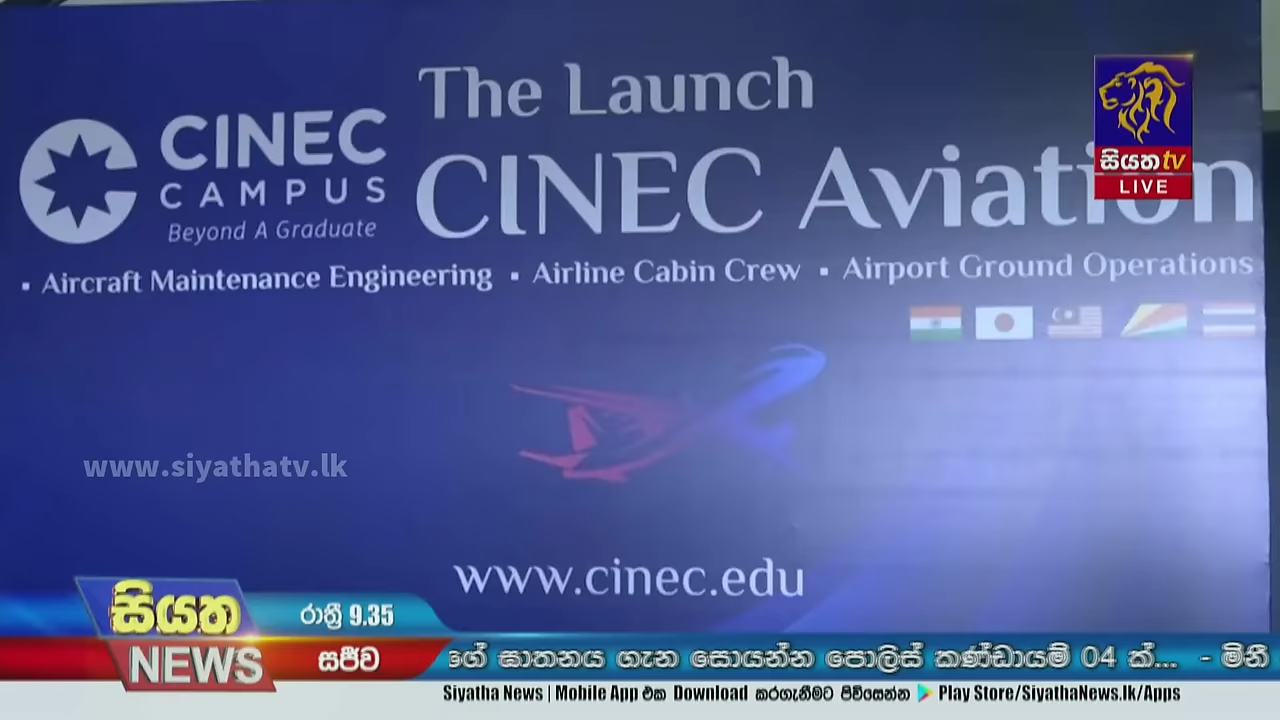 The Launch
CINEC
CAMPUS
Beyond A Graduate
CINEC Aviation
▪ Aircraft Maintenance Engineering ▪ Airline Cabin Crew ▪ Airport Ground Operations
සියත tv
LIVE
www.siyathatv.lk
www.cinec.edu
සියත
NEWS
රාත්‍රී 9.35
සජීව
ගේ ඝාතනය ගැන සොයන්න පොලිස් කණ්ඩායම් 04 ක්... - මිනී
Siyatha News | Mobile App එක Download කරගැනීමට පිවිසෙන්න Play Store/SiyathaNews.lk/Apps